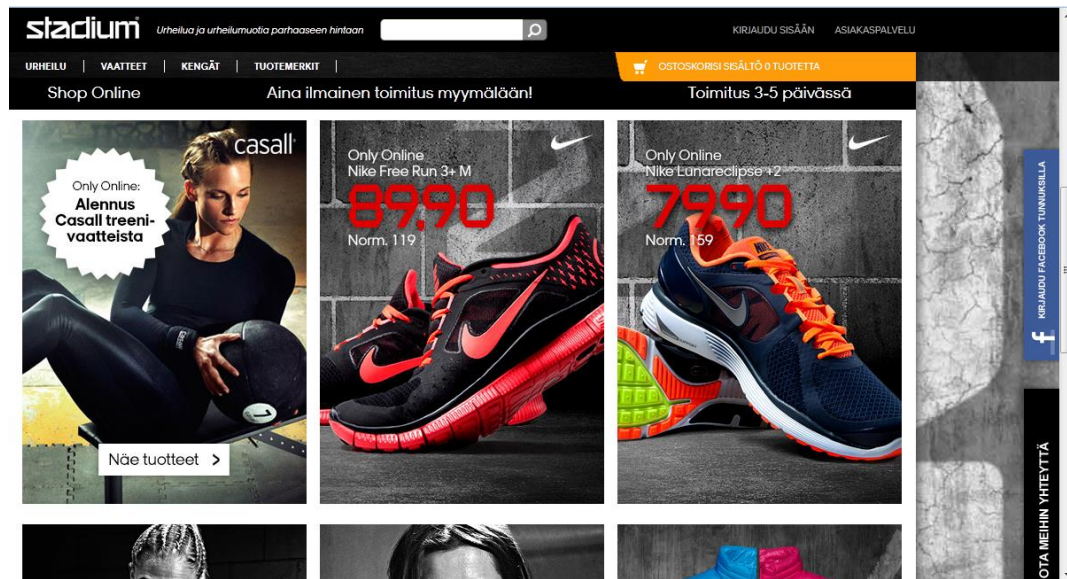 stadium
Urheilua ja urheilumuotia parhaaseen hintaan
KIRJAUDU SISÄÄN
ASIAKASPALVELU
URHEILU | VAATTEET | KENGÄT | TUOTEMERKIT |
OSTOSKORISI SISÄLTÖ 0 TUOTETTA
Shop Online
Aina ilmainen toimitus myymälään!
Toimitus 3-5 päivässä
casall
Only Online:
Alennus
Casall treeni-
vaatteista
Näe tuotteet >
Only Online
Nike Free Run 3+ M
89,90
Norm. 119
Only Online
Nike Lunareclipse +2
7990
Norm. 159
f KIRJAUDU FACEBOOK TUNNUKSILLA
OTA MEIHIN YHTEYTTÄ